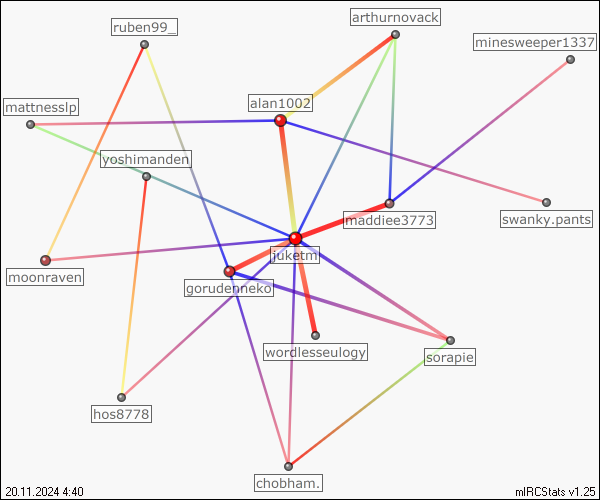 arthurnovack
ruben99_
minesweeper1337
alan1002
mattnesslp
yoshimanden
maddiee3773
swanky.pants
juketm
moonraven
gorudenneko
wordlesseulogy
sorapie
hos8778
chobham.
20.11.2024 4:40
mIRCStats v1.25